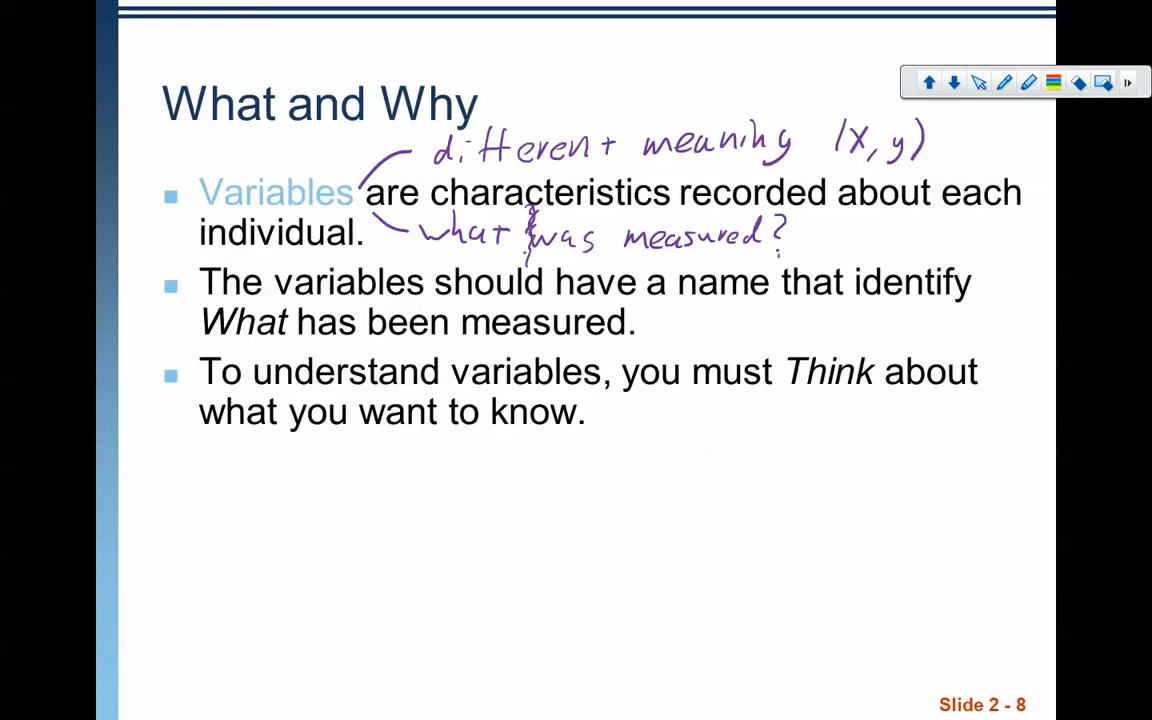 What and Why
different meaning (x, y)
Variables are characteristics recorded about each
individual.
what was measured?
The variables should have a name that identify
What has been measured.
To understand variables, you must Think about
what you want to know.
Slide 2 - 8